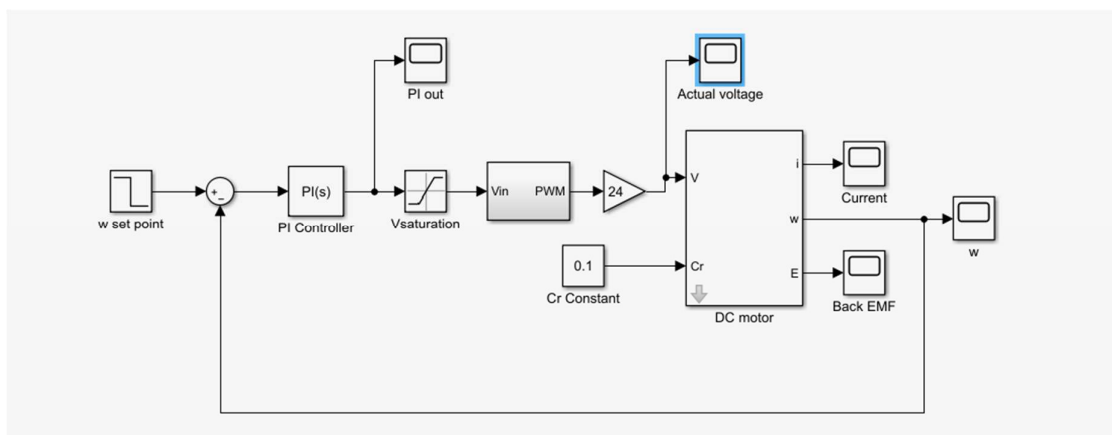 PI out
Actual voltage
w set point
+
−
PI(s)
PI Controller
Vsaturation
Vin PWM
24
V
Cr
i
w
E
DC motor
0.1
Cr Constant
Current
w
Back EMF